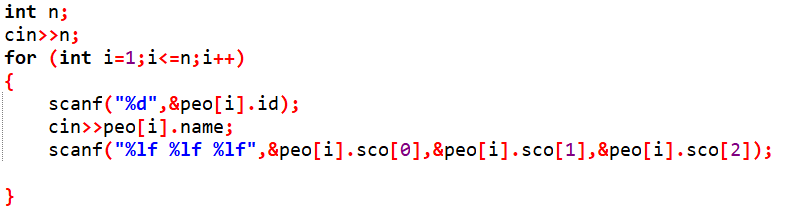 int n;
cin>>n;
for (int i=1;i<=n;i++)
{
    scanf("%d",&peo[i].id);
    cin>>peo[i].name;
    scanf("%lf %lf %lf",&peo[i].sco[0],&peo[i].sco[1],&peo[i].sco[2]);
}